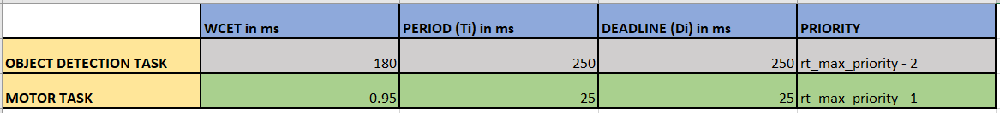 WCET in ms PERIOD (Ti) in ms DEADLINE (Di) in ms PRIORITY
OBJECT DETECTION TASK 180 250 250 rt_max_priority - 2
MOTOR TASK 0.95 25 25 rt_max_priority - 1